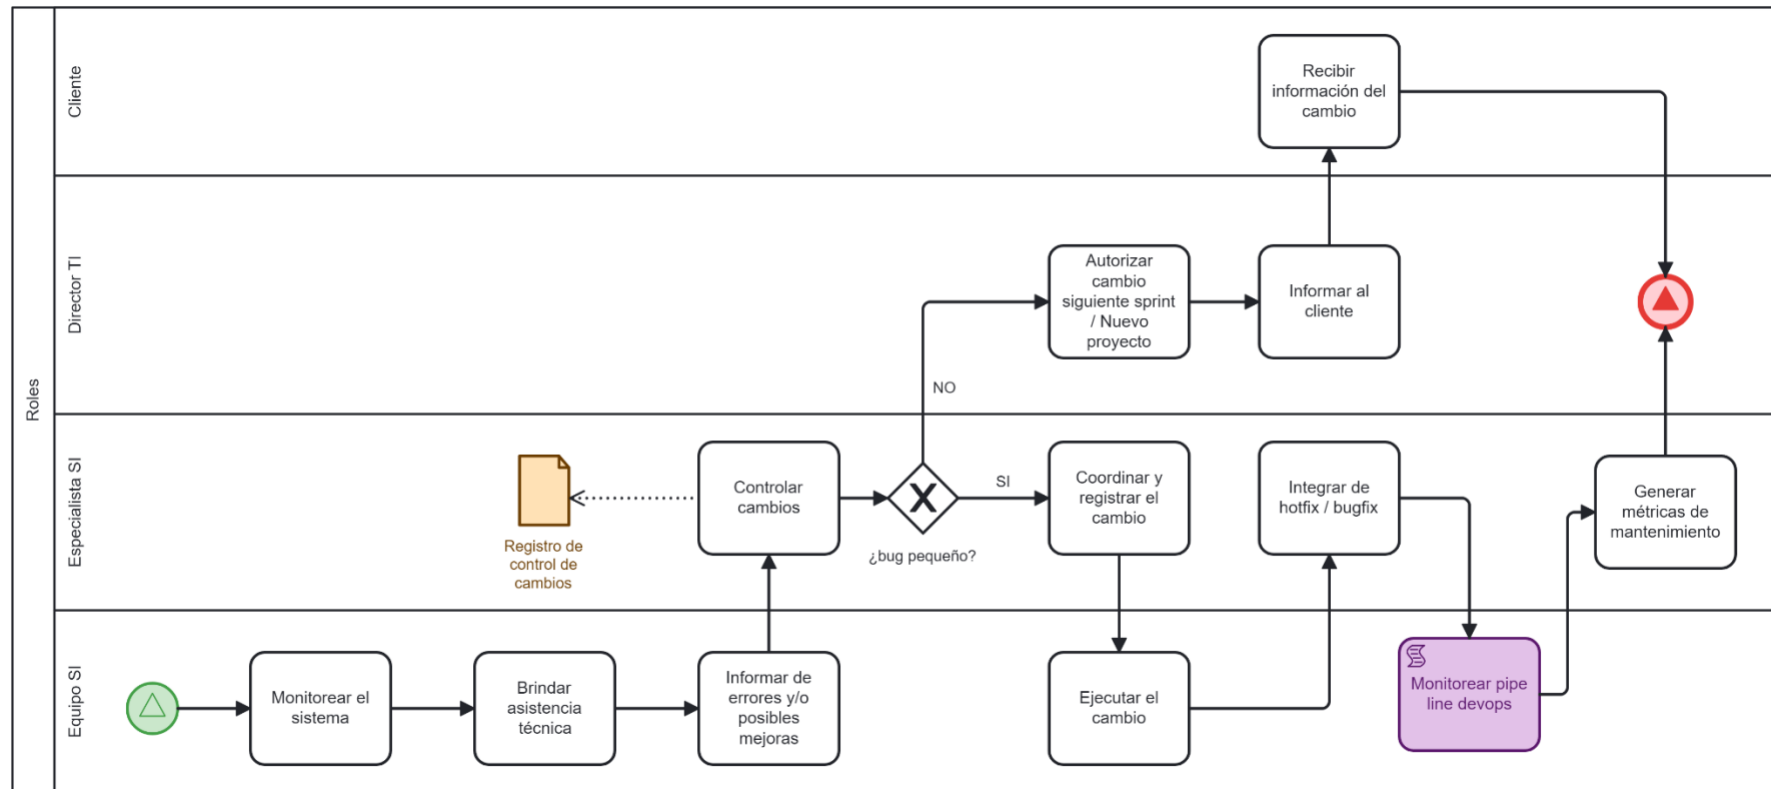 Roles
Cliente
Recibir
información del
cambio
Director TI
Autorizar
cambio
siguiente sprint
/ Nuevo
proyecto
Informar al
cliente
NO
Especialista SI
Registro de
control de
cambios
Controlar
cambios
¿bug pequeño?
SI
Coordinar y
registrar el
cambio
Integrar de
hotfix / bugfix
Generar
métricas de
mantenimiento
Equipo SI
Monitorear el
sistema
Brindar
asistencia
técnica
Informar de
errores y/o
posibles
mejoras
Ejecutar el
cambio
Monitorear pipe
line devops